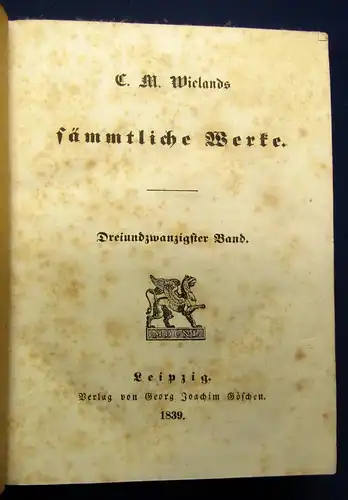 C. M. Wielands
sämmtliche Werke.
Dreiundzwanzigster Band.
Leipzig.
Verlag von Georg Joachim Göschen.
1839.